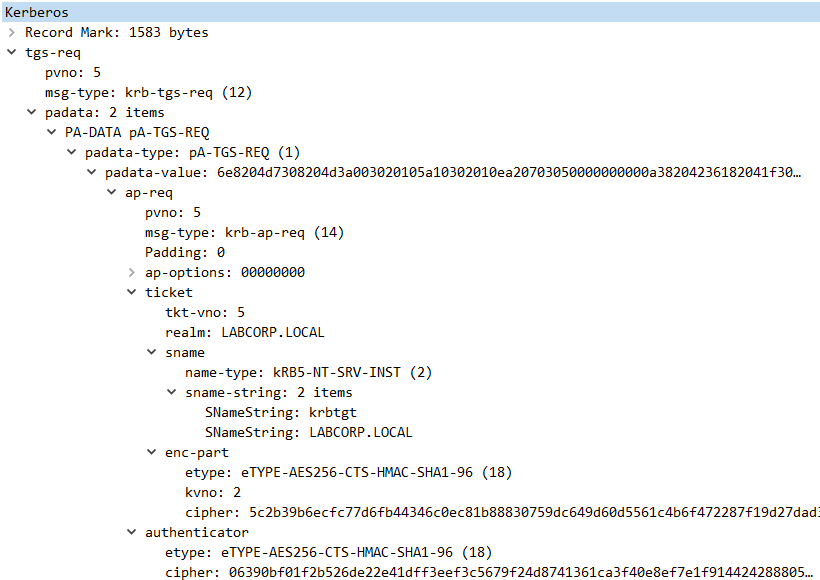 Kerberos
Record Mark: 1583 bytes
tgs-req
pvno: 5
msg-type: krb-tgs-req (12)
padata: 2 items
PA-DATA pA-TGS-REQ
padata-type: pA-TGS-REQ (1)
padata-value: 6e8204d7308204d3a003020105a10302010ea20703050000000000a38204236182041f30…
ap-req
pvno: 5
msg-type: krb-ap-req (14)
Padding: 0
ap-options: 00000000
ticket
tkt-vno: 5
realm: LABCORP.LOCAL
sname
name-type: kRB5-NT-SRV-INST (2)
sname-string: 2 items
SNameString: krbtgt
SNameString: LABCORP.LOCAL
enc-part
etype: eTYPE-AES256-CTS-HMAC-SHA1-96 (18)
kvno: 2
cipher: 5c2b39b6ecfc77d6fb44346c0ec81b88830759dc649d60d5561c4b6f472287f19d27dad3
authenticator
etype: eTYPE-AES256-CTS-HMAC-SHA1-96 (18)
cipher: 06390bf01f2b526de22e41dff3eef3c5679f24d8741361ca3f40e8ef7e1f914424288805…